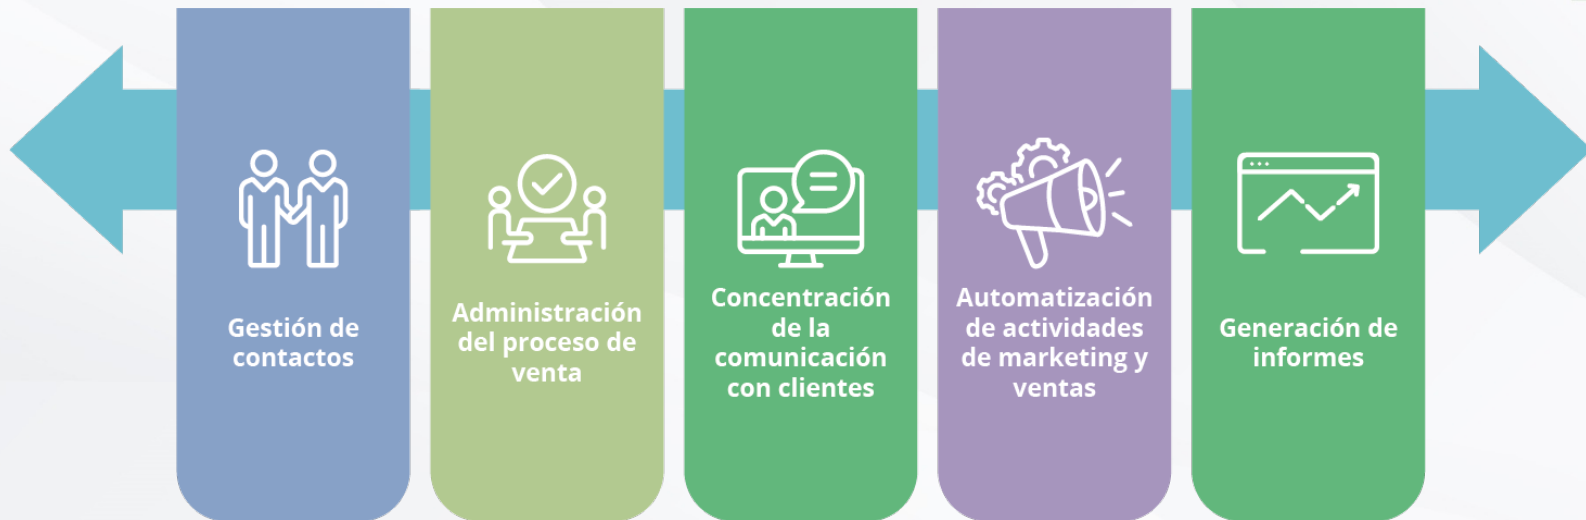 Gestión de
contactos
Administración
del proceso de
venta
Concentración
de la
comunicación
con clientes
Automatización
de actividades
de marketing y
ventas
Generación de
informes